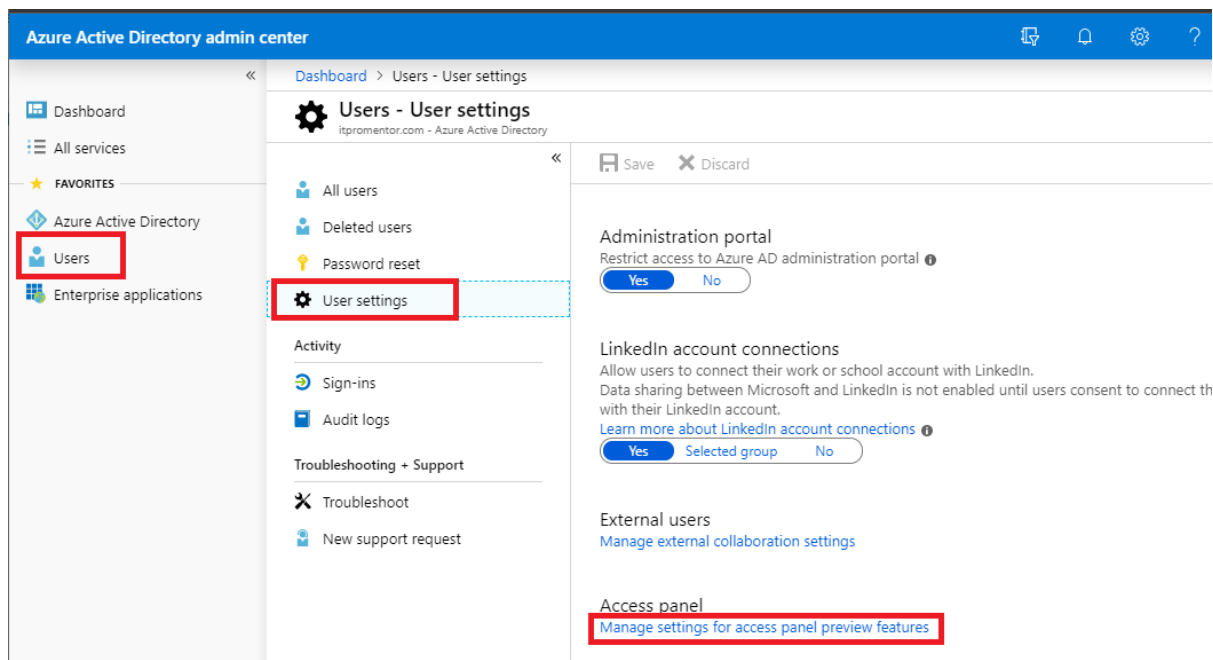 Azure Active Directory admin center
?
«
Dashboard
All services
FAVORITES
Azure Active Directory
Users
Enterprise applications
Dashboard > Users - User settings
Users - User settings
itpromentor.com - Azure Active Directory
«
All users
Deleted users
Password reset
User settings
Activity
Sign-ins
Audit logs
Troubleshooting + Support
Troubleshoot
New support request
Save Discard
Administration portal
Restrict access to Azure AD administration portal
Yes No
LinkedIn account connections
Allow users to connect their work or school account with LinkedIn.
Data sharing between Microsoft and LinkedIn is not enabled until users consent to connect th
with their LinkedIn account.
Learn more about LinkedIn account connections
Yes Selected group No
External users
Manage external collaboration settings
Access panel
Manage settings for access panel preview features